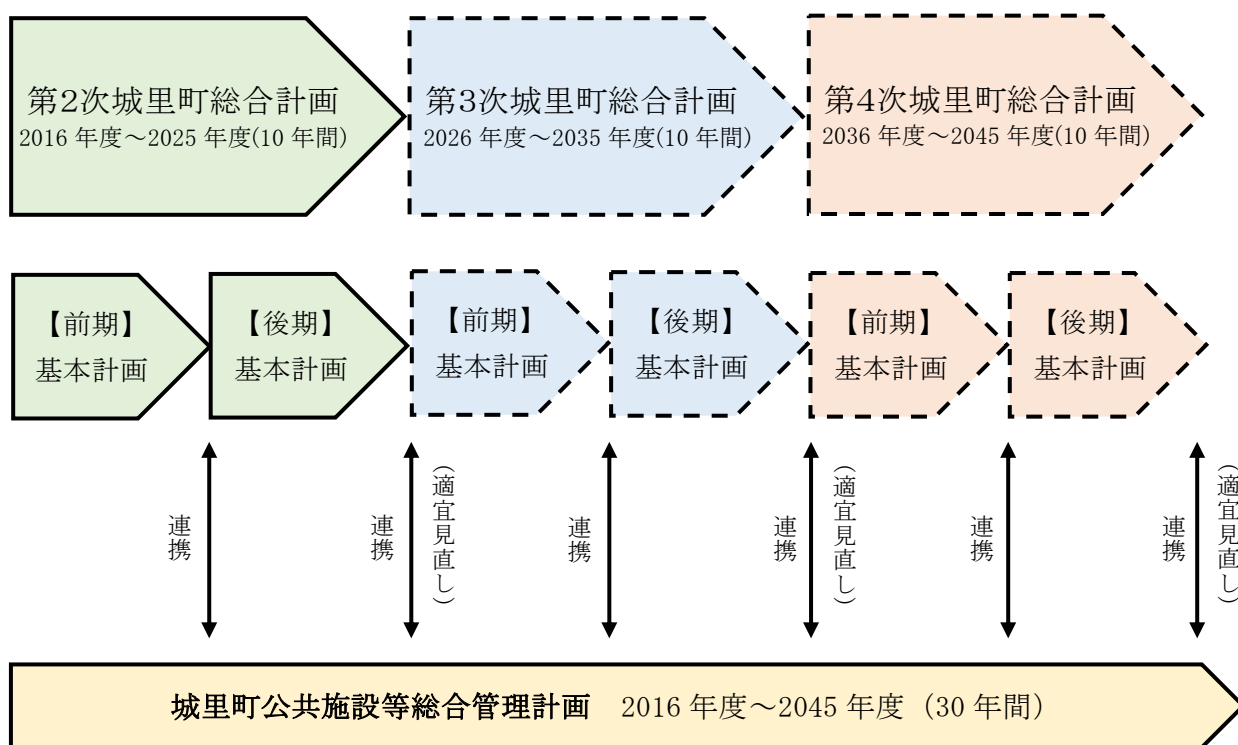 第2次城里町総合計画
2016 年度～2025 年度(10 年間)
第3次城里町総合計画
2026 年度～2035 年度(10 年間)
第4次城里町総合計画
2036 年度～2045 年度(10 年間)
【前期】
基本計画
【後期】
基本計画
【前期】
基本計画
【後期】
基本計画
【前期】
基本計画
【後期】
基本計画
連携
連携
(適宜見直し)
連携
連携
(適宜見直し)
連携
連携
(適宜見直し)
城里町公共施設等総合管理計画　2016 年度～2045 年度（30 年間）